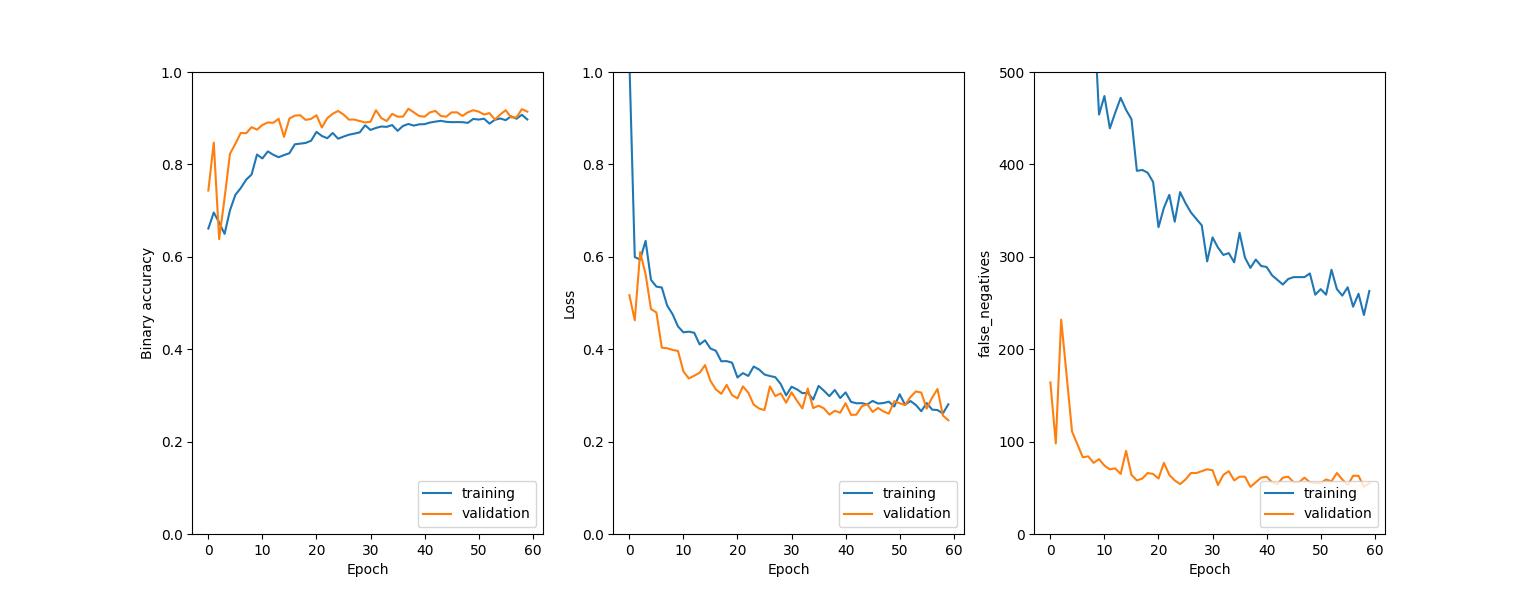 1.0
0.8
0.6
0.4
0.2
0.0
Binary accuracy
0 10 20 30 40 50 60
Epoch
training
validation
1.0
0.8
0.6
0.4
0.2
0.0
Loss
0 10 20 30 40 50 60
Epoch
training
validation
500
400
300
200
100
0
false_negatives
0 10 20 30 40 50 60
Epoch
training
validation